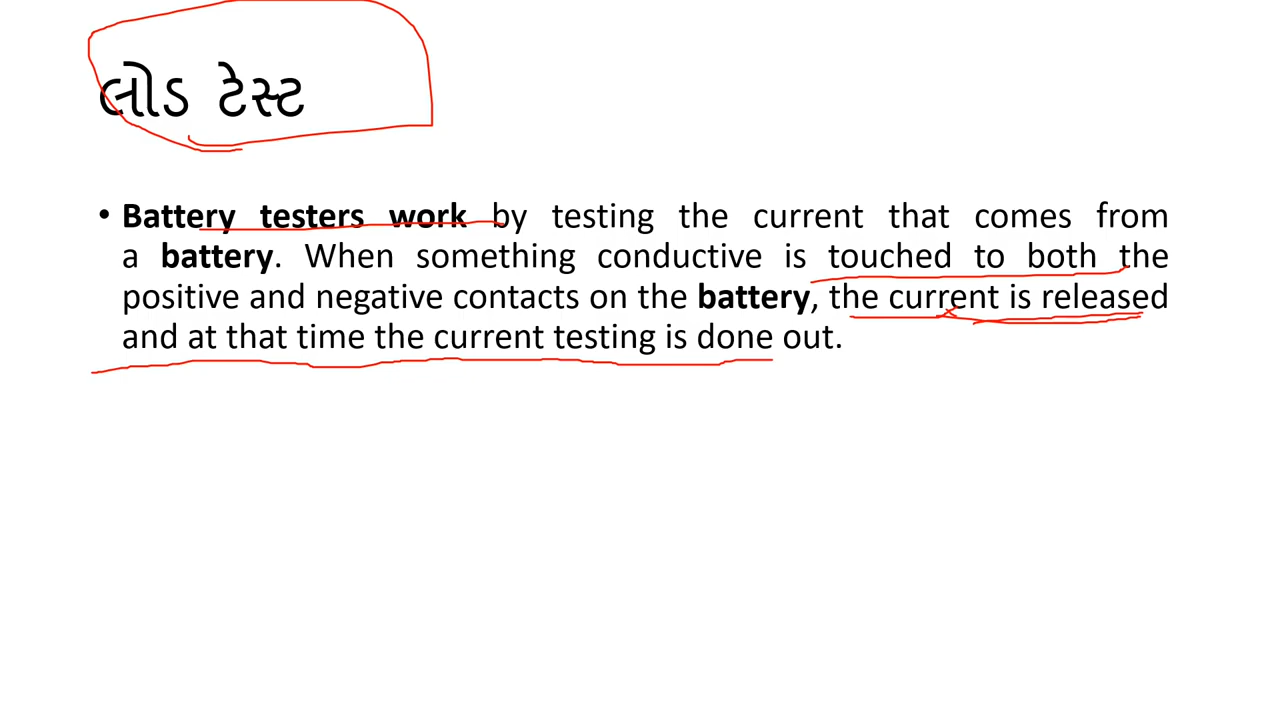 લોડ ટેસ્ટ
• Battery testers work by testing the current that comes from
a battery. When something conductive is touched to both the
positive and negative contacts on the battery, the current is released
and at that time the current testing is done out.